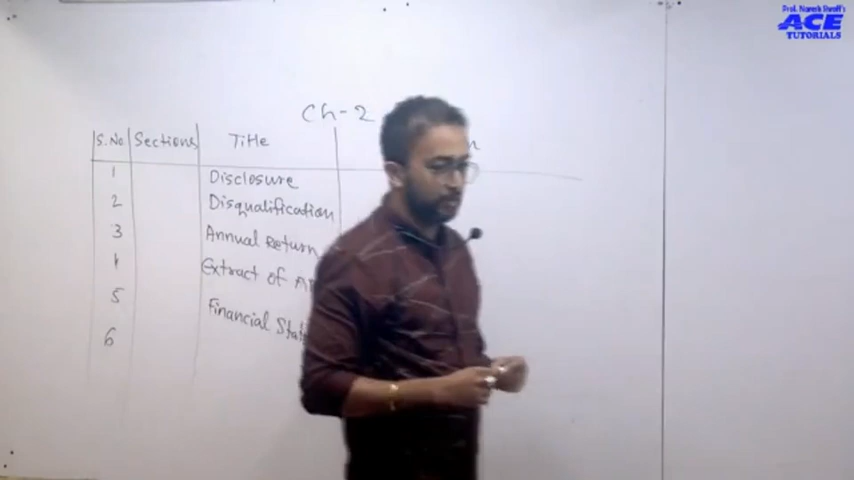 Prof. Naresh Shroff's
ACE
TUTORIALS
Ch-2
S.No Sections Title
1 Disclosure
2 Disqualification
3 Annual Return
4 Extract of
5 Financial
6